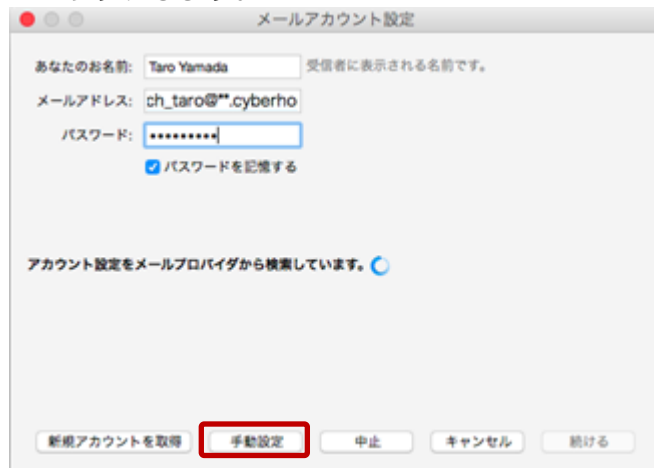 メールアカウント設定
あなたのお名前: Taro Yamada 受信者に表示される名前です。
メールアドレス: ch_taro@**.cyberho
パスワード: •••••••••
パスワードを記憶する
アカウント設定をメールプロバイダから検索しています。
新規アカウントを取得 手動設定 中止 キャンセル 続ける